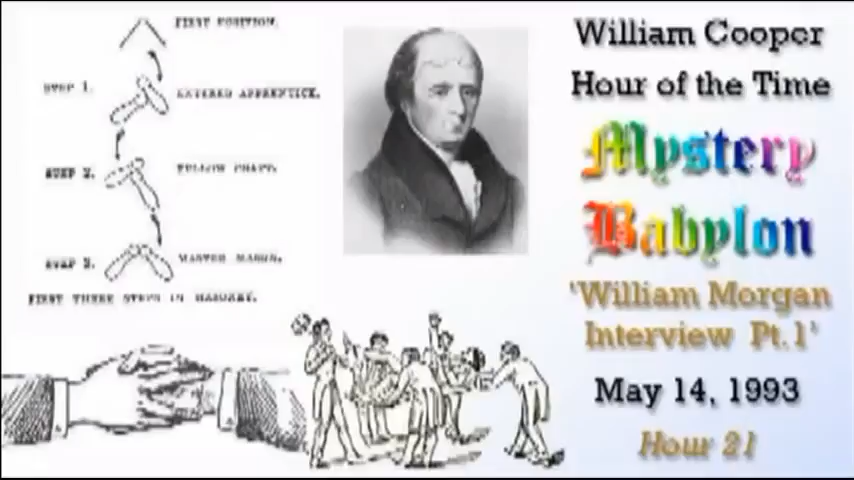 FIRST POSITION.
STEP 1.
ENTERED APPRENTICE.
STEP 2.
FELLOW CRAFT.
STEP 3.
MASTER MASON.
FIRST THREE STEPS IN MASONRY.
William Cooper
Hour of the Time
Mystery
Babylon
'William Morgan
Interview Pt.1'
May 14, 1993
Hour 21